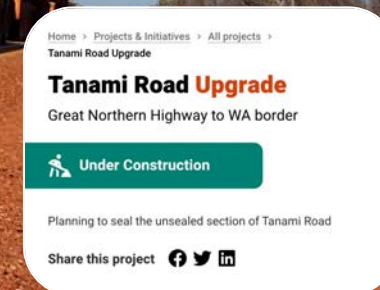 Home > Projects & Initiatives > All projects >
Tanami Road Upgrade
Tanami Road Upgrade
Great Northern Highway to WA border
Under Construction
Planning to seal the unsealed section of Tanami Road
Share this project